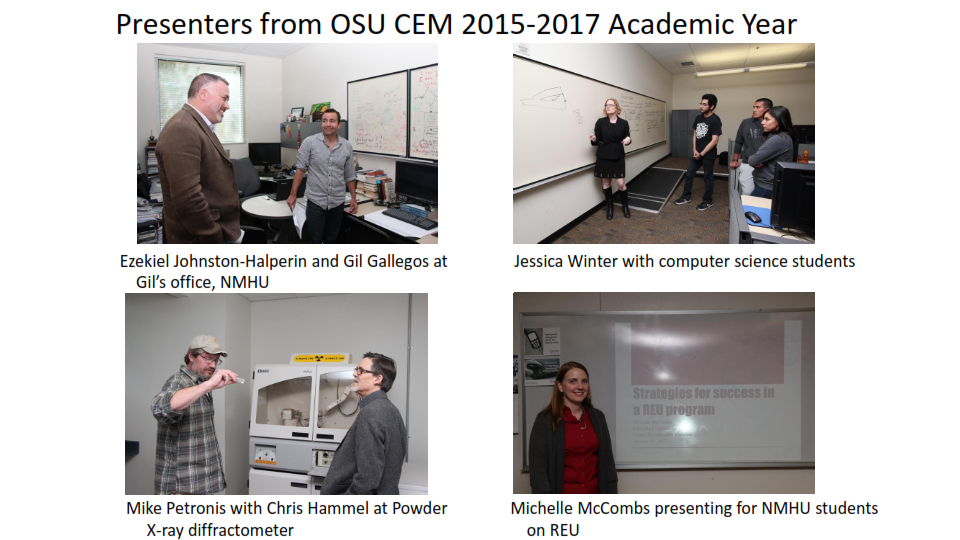 Presenters from OSU CEM 2015-2017 Academic Year
Ezekiel Johnston-Halperin and Gil Gallegos at
Gil's office, NMHU
Jessica Winter with computer science students
Strategies for success in
a REU program
Mike Petronis with Chris Hammel at Powder
X-ray diffractometer
Michelle McCombs presenting for NMHU students
on REU